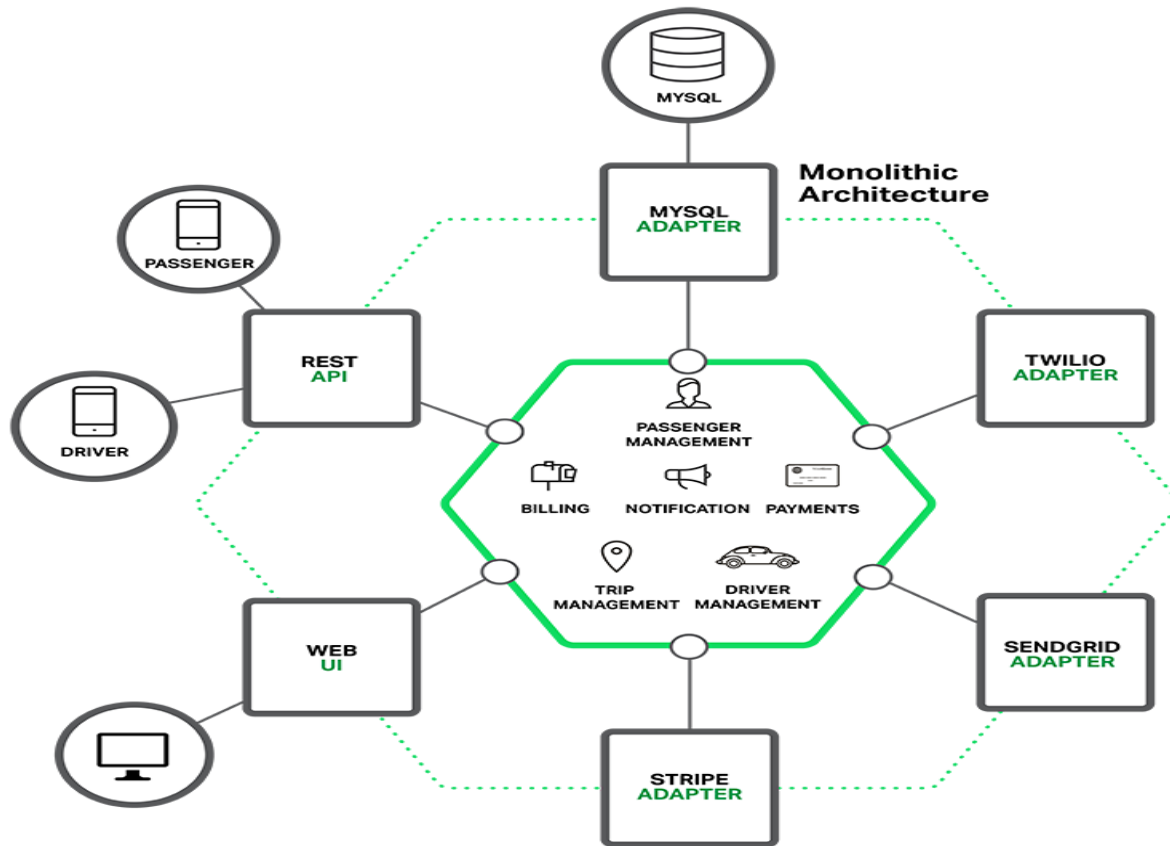 MYSQL
Monolithic
Architecture
MYSQL
ADAPTER
PASSENGER
REST
API
TWILIO
ADAPTER
DRIVER
PASSENGER
MANAGEMENT
BILLING
NOTIFICATION
PAYMENTS
TRIP
MANAGEMENT
DRIVER
MANAGEMENT
WEB
UI
SENDGRID
ADAPTER
STRIPE
ADAPTER